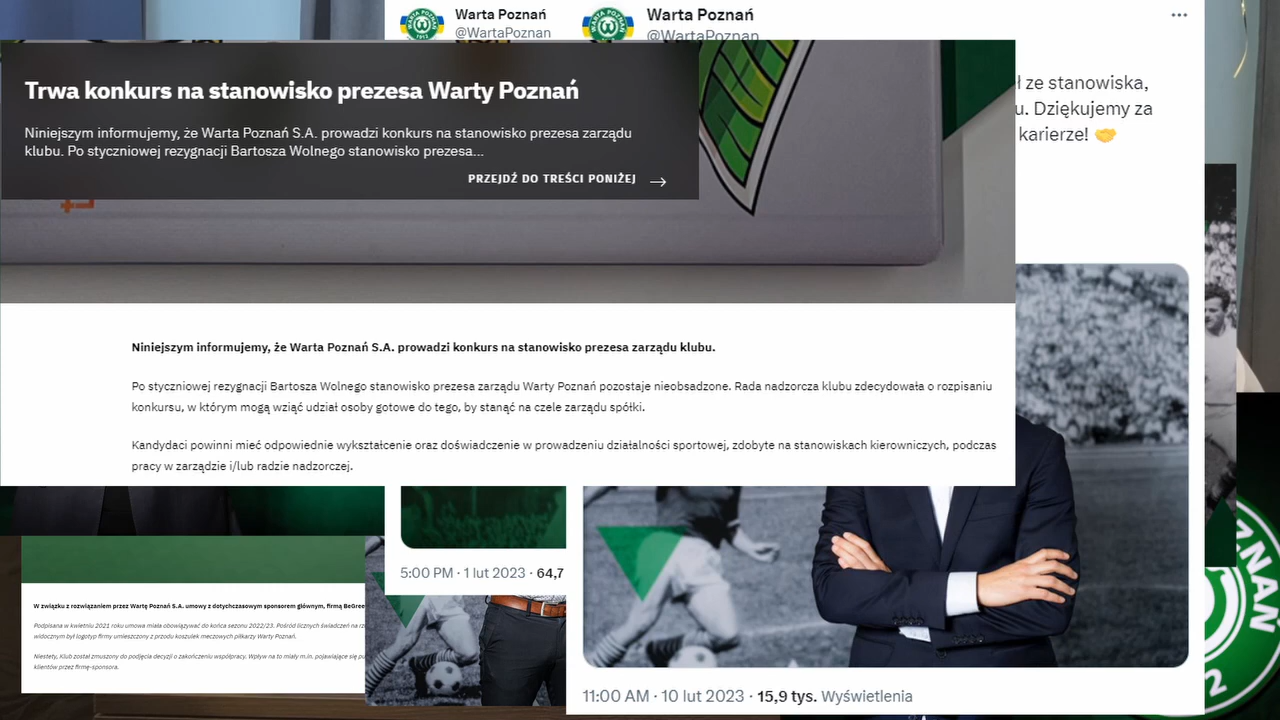 Warta Poznań
@WartaPoznan
Warta Poznań
@WartaPoznan
ze stanowiska,
Dziękujemy za
karierze! 🤝
Trwa konkurs na stanowisko prezesa Warty Poznań
Niniejszym informujemy, że Warta Poznań S.A. prowadzi konkurs na stanowisko prezesa zarządu
klubu. Po styczniowej rezygnacji Bartosza Wolnego stanowisko prezesa...
PRZEJDŹ DO TREŚCI PONIŻEJ →
Niniejszym informujemy, że Warta Poznań S.A. prowadzi konkurs na stanowisko prezesa zarządu klubu.
Po styczniowej rezygnacji Bartosza Wolnego stanowisko prezesa zarządu Warty Poznań pozostaje nieobsadzone. Rada nadzorcza klubu zdecydowała o rozpisaniu
konkursu, w którym mogą wziąć udział osoby gotowe do tego, by stanąć na czele zarządu spółki.
Kandydaci powinni mieć odpowiednie wykształcenie oraz doświadczenie w prowadzeniu działalności sportowej, zdobyte na stanowiskach kierowniczych, podczas
pracy w zarządzie i/lub radzie nadzorczej.
5:00 PM · 1 lut 2023 · 64,7
W związku z rozwiązaniem przez Wartę Poznań S.A. umowy z dotychczasowym sponsorem głównym, firmą BeGree
Podpisana w kwietniu 2021 roku umowa miała obowiązywać do końca sezonu 2022/23. Pośród licznych świadczeń na rz
widocznym był logotyp firmy umieszczony z przodu koszulek meczowych piłkarzy Warty Poznań.
Niestety, Klub został zmuszony do podjęcia decyzji o zakończeniu współpracy. Wpływ na to miały m.in. pojawiające się pu
klientów przez firmę-sponsora.
11:00 AM · 10 lut 2023 · 15,9 tys. Wyświetlenia
ZNAŃ
2